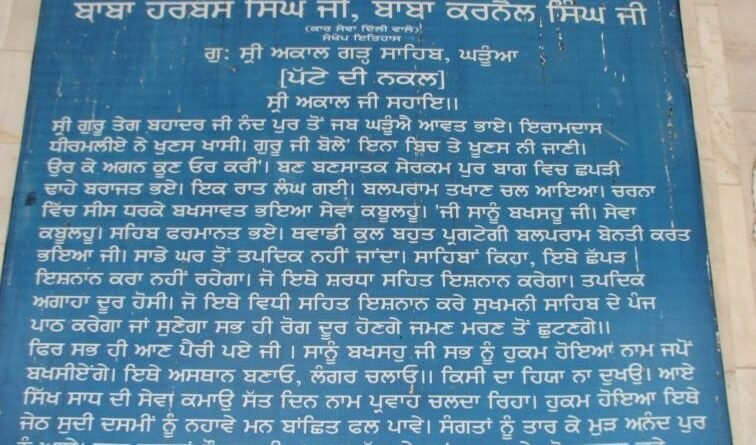 ਬਾਬਾ ਹਰਬੰਸ ਸਿੰਘ ਜੀ, ਬਾਬਾ ਕਰਨੈਲ ਸਿੰਘ ਜੀ
(ਕਾਰ ਸੇਵਾ ਦਿੱਲੀ ਵਾਲੇ)
ਸੰਖੇਪ ਇਤਿਹਾਸ
ਗੁ: ਸ੍ਰੀ ਅਕਾਲ ਗੜ੍ਹ ਸਾਹਿਬ, ਘੜੂੰਆ
[ਪੱਟੇ ਦੀ ਨਕਲ]
ਸ੍ਰੀ ਅਕਾਲ ਜੀ ਸਹਾਇ।।
ਸ੍ਰੀ ਗੁਰੂ ਤੇਗ ਬਹਾਦਰ ਜੀ ਨੰਦ ਪੁਰ ਤੋਂ ਜਬ ਘੜੂੰਐ ਆਵਤ ਭਾਏ। ਇਰਾਮਦਾਸ
ਧੀਰਮਲੀਏ ਨੇ ਖੁਣਸ ਖਾਸੀ। ਗੁਰੂ ਜੀ ਬੋਲੇ' ਇਨਾ ਬਿਚ ਤੇ ਖੂਣਸ ਨੀ ਜਾਣੀ।
ਉਰ ਕੇ ਅਗਨ ਕੂਣ ਓਰ ਕਰੀਂ'। ਬਣ ਬਣਸਾਤਕ ਸੇਰਕਮ ਪੁਰ ਬਾਗ ਵਿਚ ਛਪੜੀ
ਢਾਹੇ ਬਰਾਜਤ ਭਏ। ਇਕ ਰਾਤ ਲੰਘ ਗਈ। ਬਲਪਰਾਮ ਤਖਾਣ ਚਲ ਆਇਆ। ਚਰਨਾ
ਵਿੱਚ ਸੀਸ ਧਰਕੇ ਬਖਸਾਵਤ ਭਇਆ ਸੇਵਾ ਕਬੂਲਹੂ। 'ਜੀ ਸਾਨੂੰ ਬਖਸਹੂ ਜੀ। ਸੇਵਾ
ਕਬੂਲਹੂ। ਸਹਿਬ ਫਰਮਾਨਤ ਭਏ। ਥਵਾਡੀ ਕੁਲ ਬਹੁਤ ਪ੍ਰਗਟੇਗੀ ਬਲਪਰਾਮ ਬੇਨਤੀ ਕਰਤ
ਭਇਆ ਜੀ। ਸਾਡੇ ਘਰ ਤੋਂ ਤਪਦਿਕ ਨਹੀਂ ਜਾਂਦਾ। ਸਾਹਿਬਾਂ ਕਿਹਾ, ਇਥੇ ਛੱਪੜ
ਇਸ਼ਨਾਨ ਕਰਾ ਨਹੀਂ ਰਹੇਗਾ। ਜੋ ਇਥੇ ਸ਼ਰਧਾ ਸਹਿਤ ਇਸ਼ਨਾਨ ਕਰੇਗਾ। ਤਪਦਿਕ
ਅਗਾਹਾ ਦੂਰ ਹੋਸੀ। ਜੋ ਇਥੇ ਵਿਧੀ ਸਹਿਤ ਇਸ਼ਨਾਨ ਕਰੇ ਸੁਖਮਨੀ ਸਾਹਿਬ ਦੇ ਪੰਜ
ਪਾਠ ਕਰੇਗਾ ਜਾਂ ਸੁਣੇਗਾ ਸਭ ਹੀ ਰੋਗ ਦੂਰ ਹੋਣਗੇ ਜਮਣ ਮਰਣ ਤੋਂ ਛੁਟਣਗੇ।।
ਫਿਰ ਸਭ ਹੀ ਆਣ ਪੈਰੀ ਪਏ ਜੀ। ਸਾਨੂੰ ਬਖਸਹੁ ਜੀ ਸਭ ਨੂੰ ਹੁਕਮ ਹੋਇਆਂ ਨਾਮ ਜਪੋਂ
ਬਖਸੀਏਂਗੇ। ਇਥੇ ਅਸਥਾਨ ਬਣਾਓ, ਲੰਗਰ ਚਲਾਓ।। ਕਿਸੀ ਦਾ ਹਿਯਾ ਨਾ ਦੁਖਉ। ਆਏ
ਸਿੱਖ ਸਾਧ ਦੀ ਸੇਵਾ ਕਮਾਉ ਸੱਤ ਦਿਨ ਨਾਮ ਪ੍ਰਵਾਹ ਚਲਦਾ ਰਿਹਾ। ਹੁਕਮ ਹੋਇਆ ਇਥੇ
ਜੇਠ ਸੁਦੀ ਦਸਮੀਂ ਨੂੰ ਨਹਾਵੇ ਮਨ ਬਾਂਛਿਤ ਫਲ ਪਾਵੇ। ਸੰਗਤਾਂ ਨੂੰ ਤਾਰ ਕੇ ਮੁੜ ਅਨੰਦ ਪੁਰ